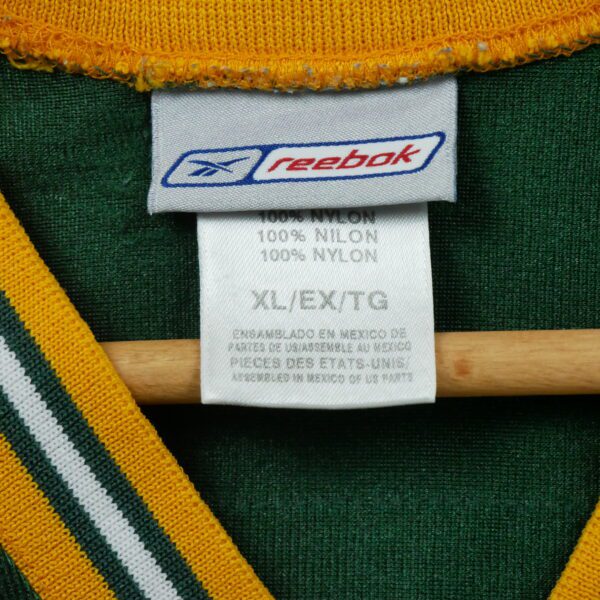 reebok
100% NYLON
100% NILON
100% NYLON
XL/EX/TG
ENSAMBLADO EN MEXICO DE
PARTES DE US/ASSEMBLE AU MEXICO
PIECES DES ETATS-UNIS/
ASSEMBLED IN MEXICO OF US PARTS